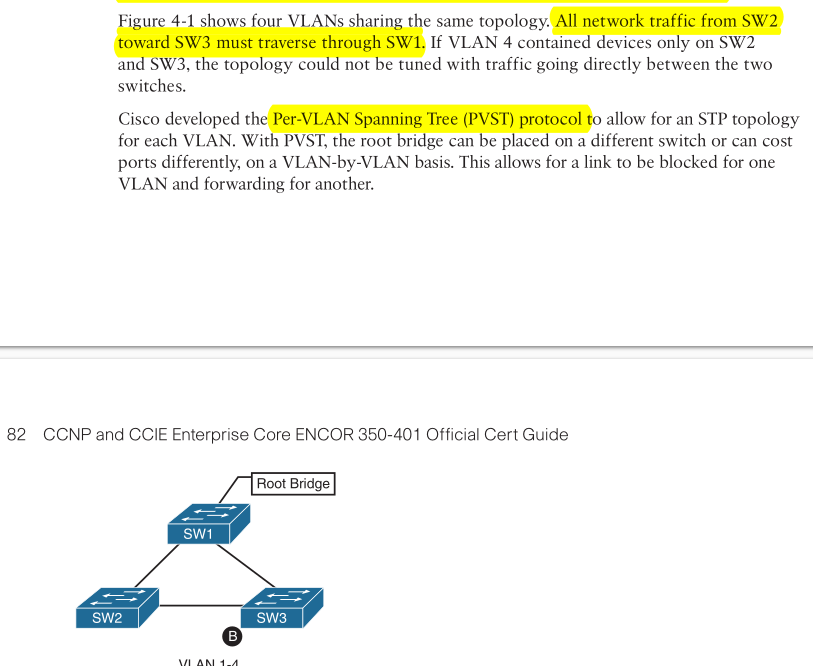 Figure 4-1 shows four VLANs sharing the same topology. All network traffic from SW2
toward SW3 must traverse through SW1. If VLAN 4 contained devices only on SW2
and SW3, the topology could not be tuned with traffic going directly between the two
switches.
Cisco developed the Per-VLAN Spanning Tree (PVST) protocol to allow for an STP topology
for each VLAN. With PVST, the root bridge can be placed on a different switch or can cost
ports differently, on a VLAN-by-VLAN basis. This allows for a link to be blocked for one
VLAN and forwarding for another.
82 CCNP and CCIE Enterprise Core ENCOR 350-401 Official Cert Guide
Root Bridge
SW1
SW2
SW3
B
VLAN 1-4